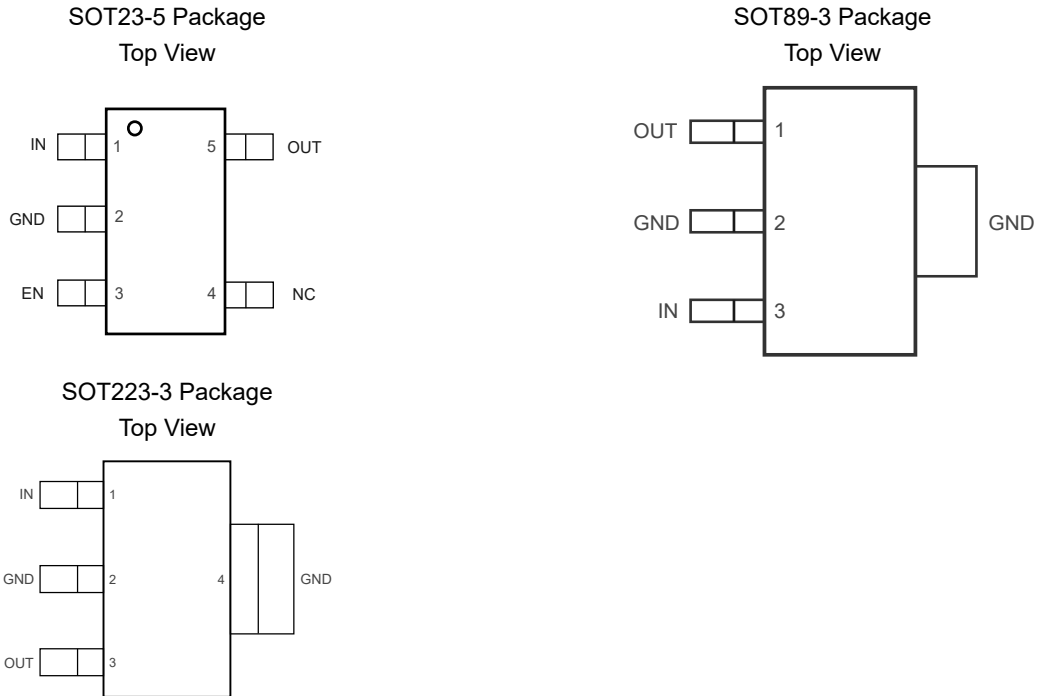 SOT23-5 Package
Top View
IN 1 5 OUT
GND 2
EN 3 4 NC
SOT89-3 Package
Top View
OUT 1
GND 2 GND
IN 3
SOT223-3 Package
Top View
IN 1
GND 2 4 GND
OUT 3